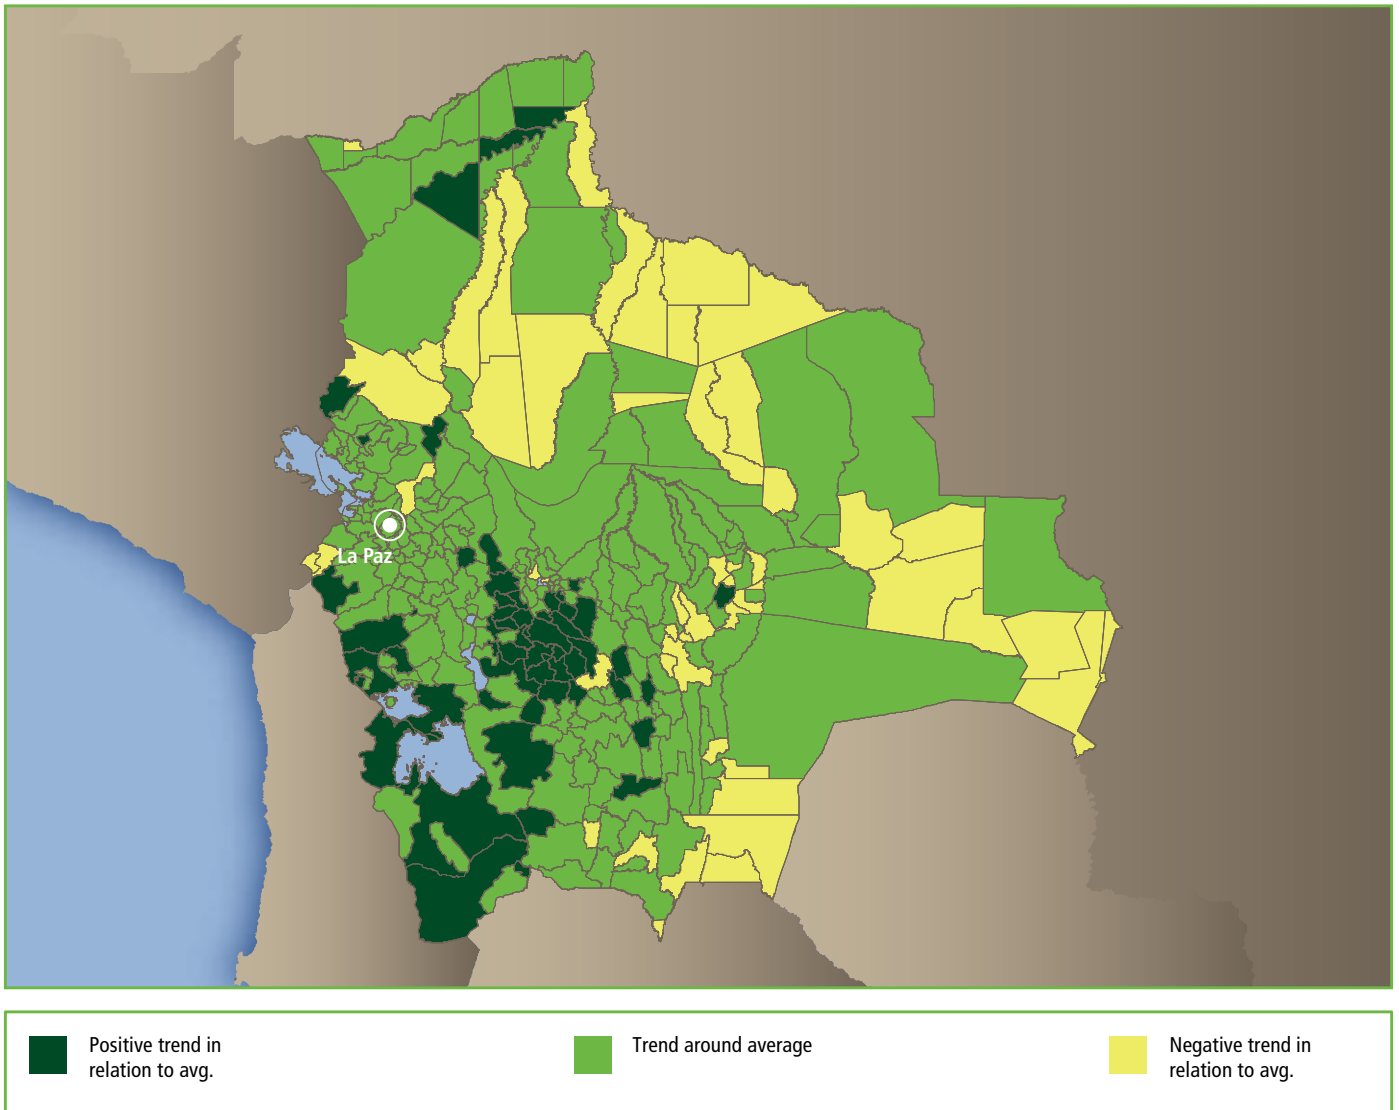 La Paz
Positive trend in
relation to avg.
Trend around average
Negative trend in
relation to avg.